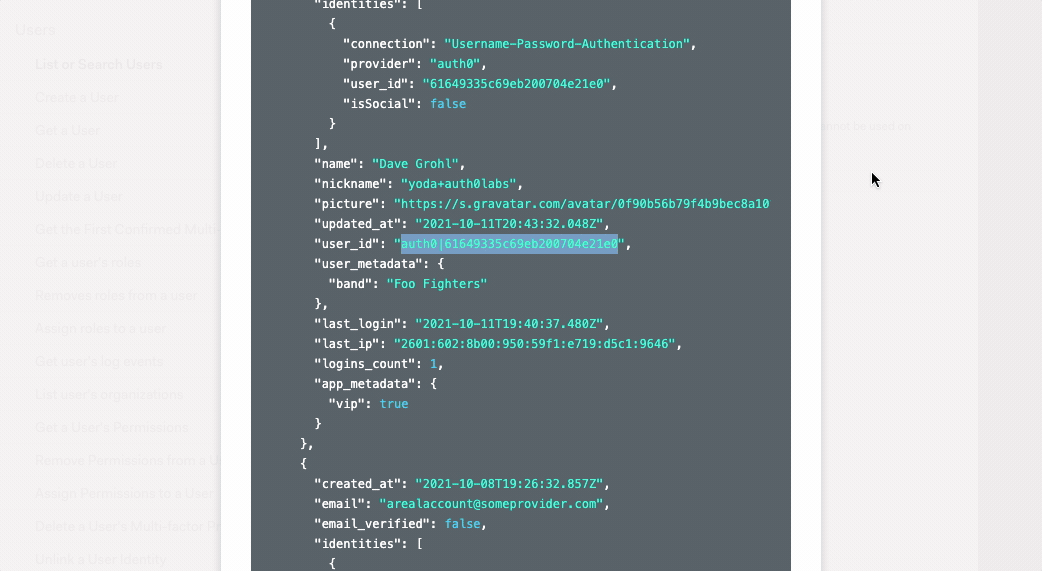 Users
List or Search Users
Create a User
Get a User
Delete a User
Update a User
Get the First Confirmed Multi
Get a user's roles
Removes roles from a user
Assign roles to a user
Get user's log events
List user's organizations
Get a User's Permissions
Remove Permissions from a U
Assign Permissions to a User
Delete a User's Multi-factor Pr
Unlink a User Identity
"identities": [
{
"connection": "Username-Password-Authentication",
"provider": "auth0",
"user_id": "61649335c69eb200704e21e0",
"isSocial": false
}
],
"name": "Dave Grohl",
"nickname": "yoda+auth0labs",
"picture": "https://s.gravatar.com/avatar/0f90b56b79f4b9bec8a10
"updated_at": "2021-10-11T20:43:32.048Z",
"user_id": "auth0|61649335c69eb200704e21e0",
"user_metadata": {
"band": "Foo Fighters"
},
"last_login": "2021-10-11T19:40:37.480Z",
"last_ip": "2601:602:8b00:950:59f1:e719:d5c1:9646",
"logins_count": 1,
"app_metadata": {
"vip": true
}
},
{
"created_at": "2021-10-08T19:26:32.857Z",
"email": "arealaccount@someprovider.com",
"email_verified": false,
"identities": [
{
not be used on